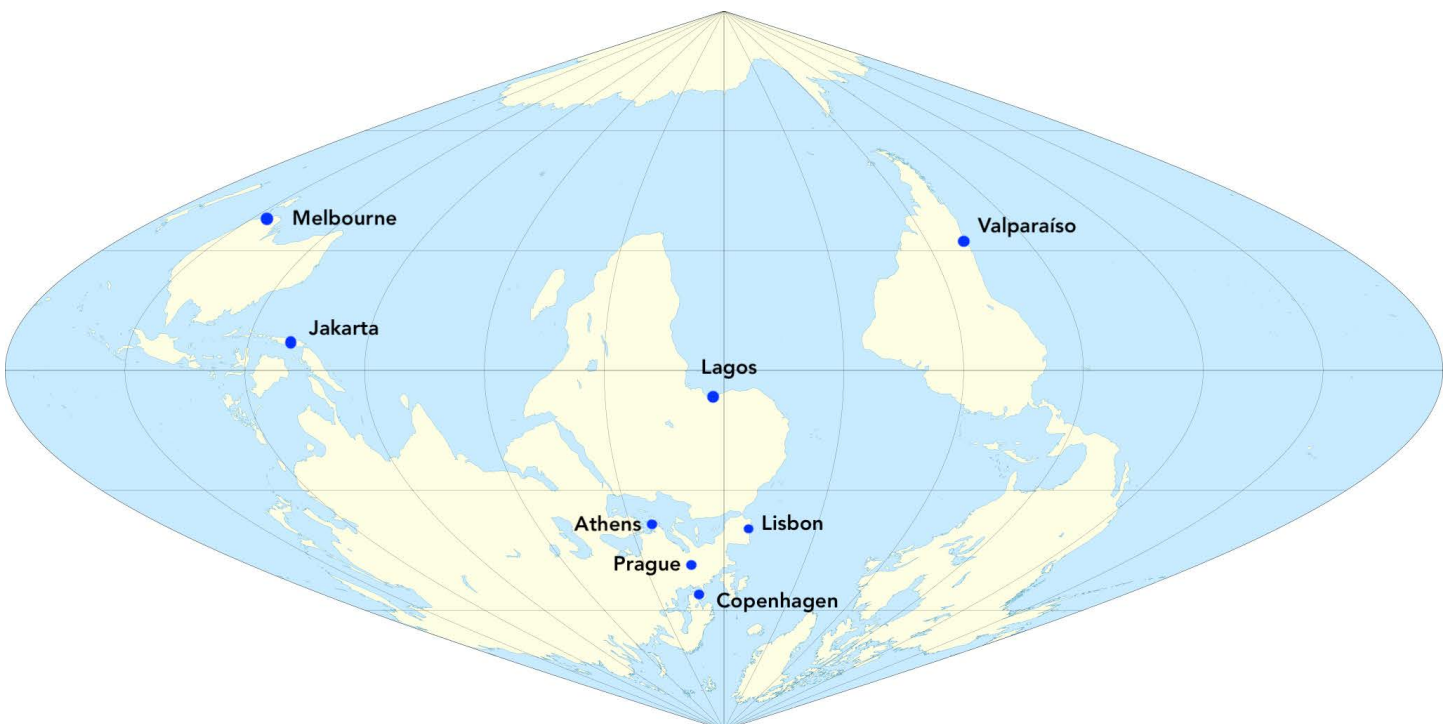 Melbourne
Valparaíso
Jakarta
Lagos
Athens
Lisbon
Prague
Copenhagen